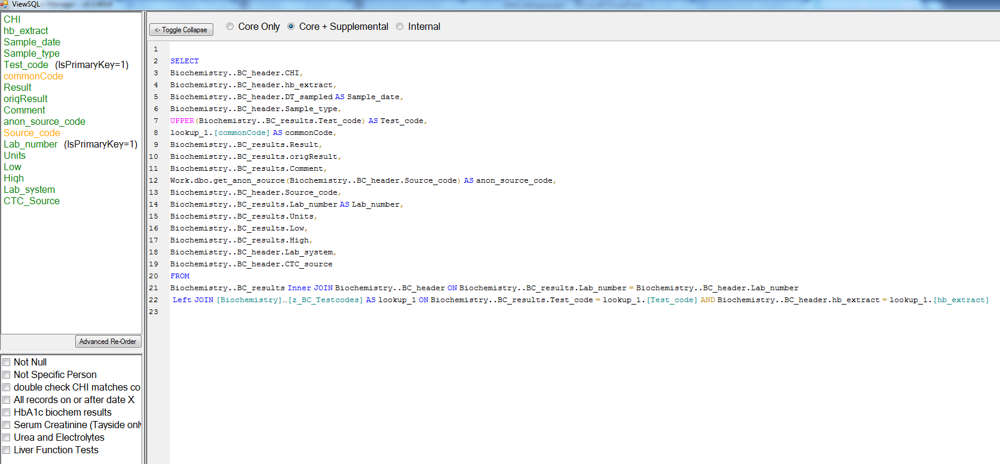 ViewSQL
CHI
hb_extract
Sample_date
Sample_type
Test_code (IsPrimaryKey=1)
commonCode
Result
origResult
Comment
anon_source_code
Source_code
Lab_number (IsPrimaryKey=1)
Units
Low
High
Lab_system
CTC_Source
Advanced Re-Order
Not Null
Not Specific Person
double check CHI matches co
All records on or after date X
HbA1c biochem results
Serum Creatinine (Tayside only
Urea and Electrolytes
Liver Function Tests
<- Toggle Collapse Core Only Core + Supplemental Internal
1
2 SELECT
3 Biochemistry..BC_header.CHI,
4 Biochemistry..BC_header.hb_extract,
5 Biochemistry..BC_header.DT_sampled AS Sample_date,
6 Biochemistry..BC_header.Sample_type,
7 UPPER(Biochemistry..BC_results.Test_code) AS Test_code,
8 lookup_1.[commonCode] AS commonCode,
9 Biochemistry..BC_results.Result,
10 Biochemistry..BC_results.origResult,
11 Biochemistry..BC_results.Comment,
12 Work.dbo.get_anon_source(Biochemistry..BC_header.Source_code) AS anon_source_code,
13 Biochemistry..BC_header.Source_code,
14 Biochemistry..BC_results.Lab_number AS Lab_number,
15 Biochemistry..BC_results.Units,
16 Biochemistry..BC_results.Low,
17 Biochemistry..BC_results.High,
18 Biochemistry..BC_header.Lab_system,
19 Biochemistry..BC_header.CTC_source
20 FROM
21 Biochemistry..BC_results Inner JOIN Biochemistry..BC_header ON Biochemistry..BC_results.Lab_number = Biochemistry..BC_header.Lab_number
22 Left JOIN [Biochemistry]..[z_BC_Testcodes] AS lookup_1 ON Biochemistry..BC_results.Test_code = lookup_1.[Test_code] AND Biochemistry..BC_header.hb_extract = lookup_1.[hb_extract]
23